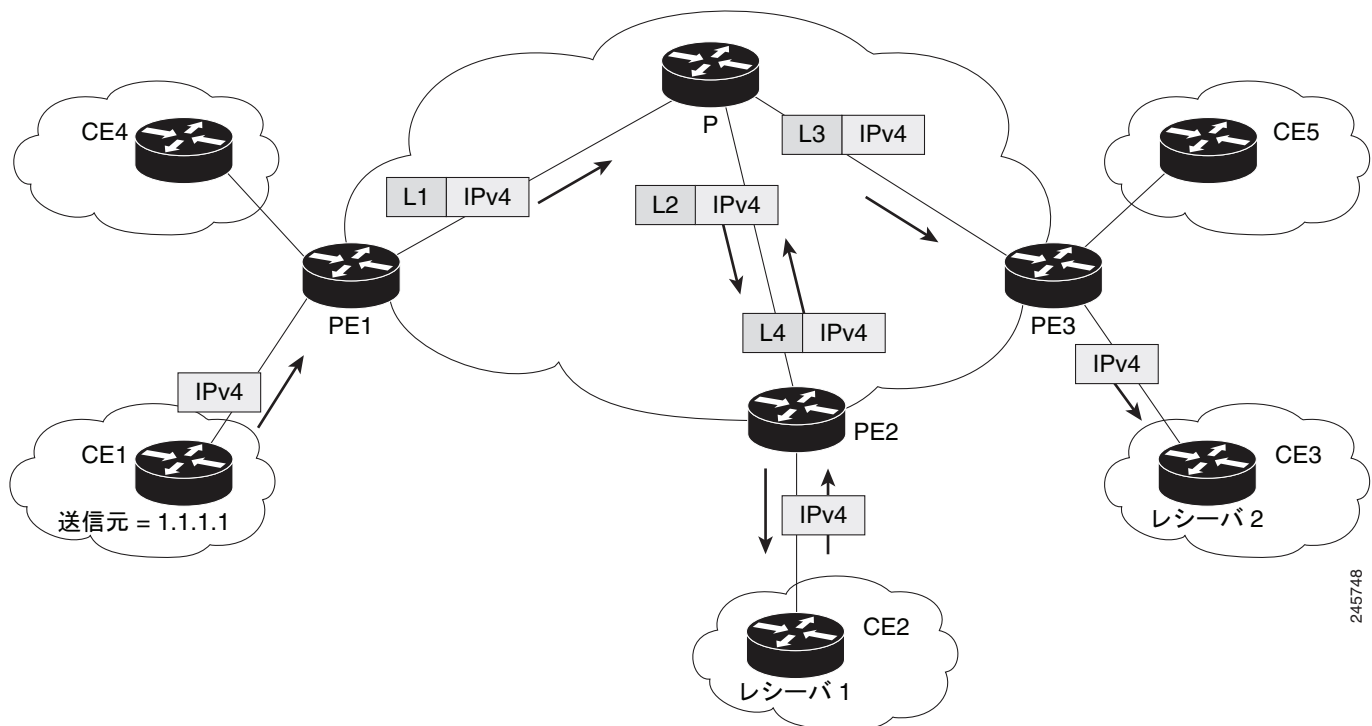 P
CE4
CE5
L3 IPv4
L1 IPv4
L2 IPv4
PE1
PE3
L4 IPv4
IPv4
IPv4
PE2
CE1
CE3
送信元 = 1.1.1.1
IPv4
レシーバ 2
CE2
レシーバ 1
245748